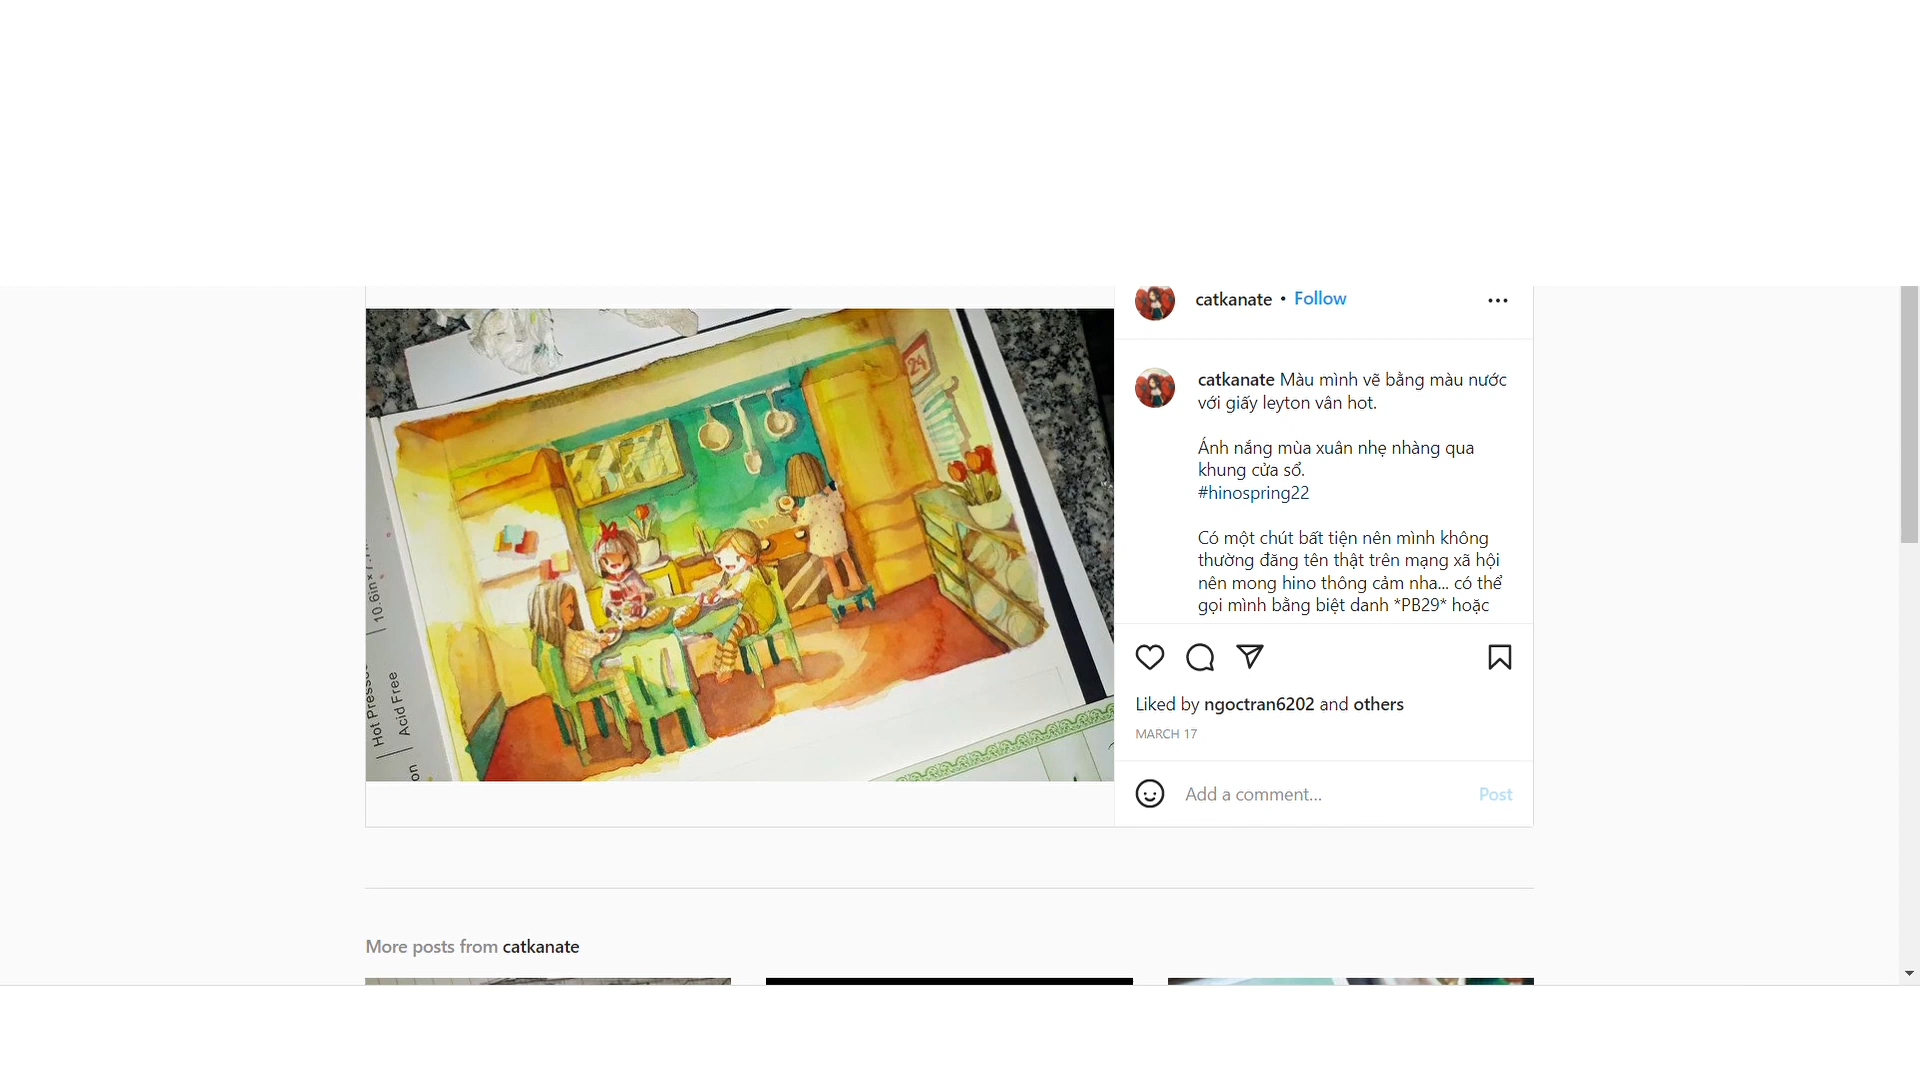 catkanate • Follow
catkanate Màu mình vẽ bằng màu nước
với giấy leyton vân hot.
Ánh nắng mùa xuân nhẹ nhàng qua
khung cửa sổ.
#hinospring22
Có một chút bất tiện nên mình không
thường đăng tên thật trên mạng xã hội
nên mong hino thông cảm nha... có thể
gọi mình bằng biệt danh *PB29* hoặc
24
10.6in×7.
Hot Press
Acid Free
on
Liked by ngoctran6202 and others
MARCH 17
Add a comment...
Post
More posts from catkanate